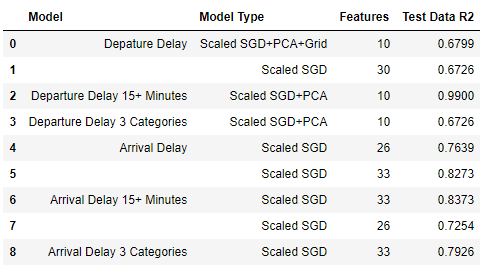 Model Model Type Features Test Data R2
0 Depature Delay Scaled SGD+PCA+Grid 10 0.6799
1 Scaled SGD 30 0.6726
2 Departure Delay 15+ Minutes Scaled SGD+PCA 10 0.9900
3 Departure Delay 3 Categories Scaled SGD+PCA 10 0.6726
4 Arrival Delay Scaled SGD 26 0.7639
5 Scaled SGD 33 0.8273
6 Arrival Delay 15+ Minutes Scaled SGD 33 0.8373
7 Scaled SGD 26 0.7254
8 Arrival Delay 3 Categories Scaled SGD 33 0.7926